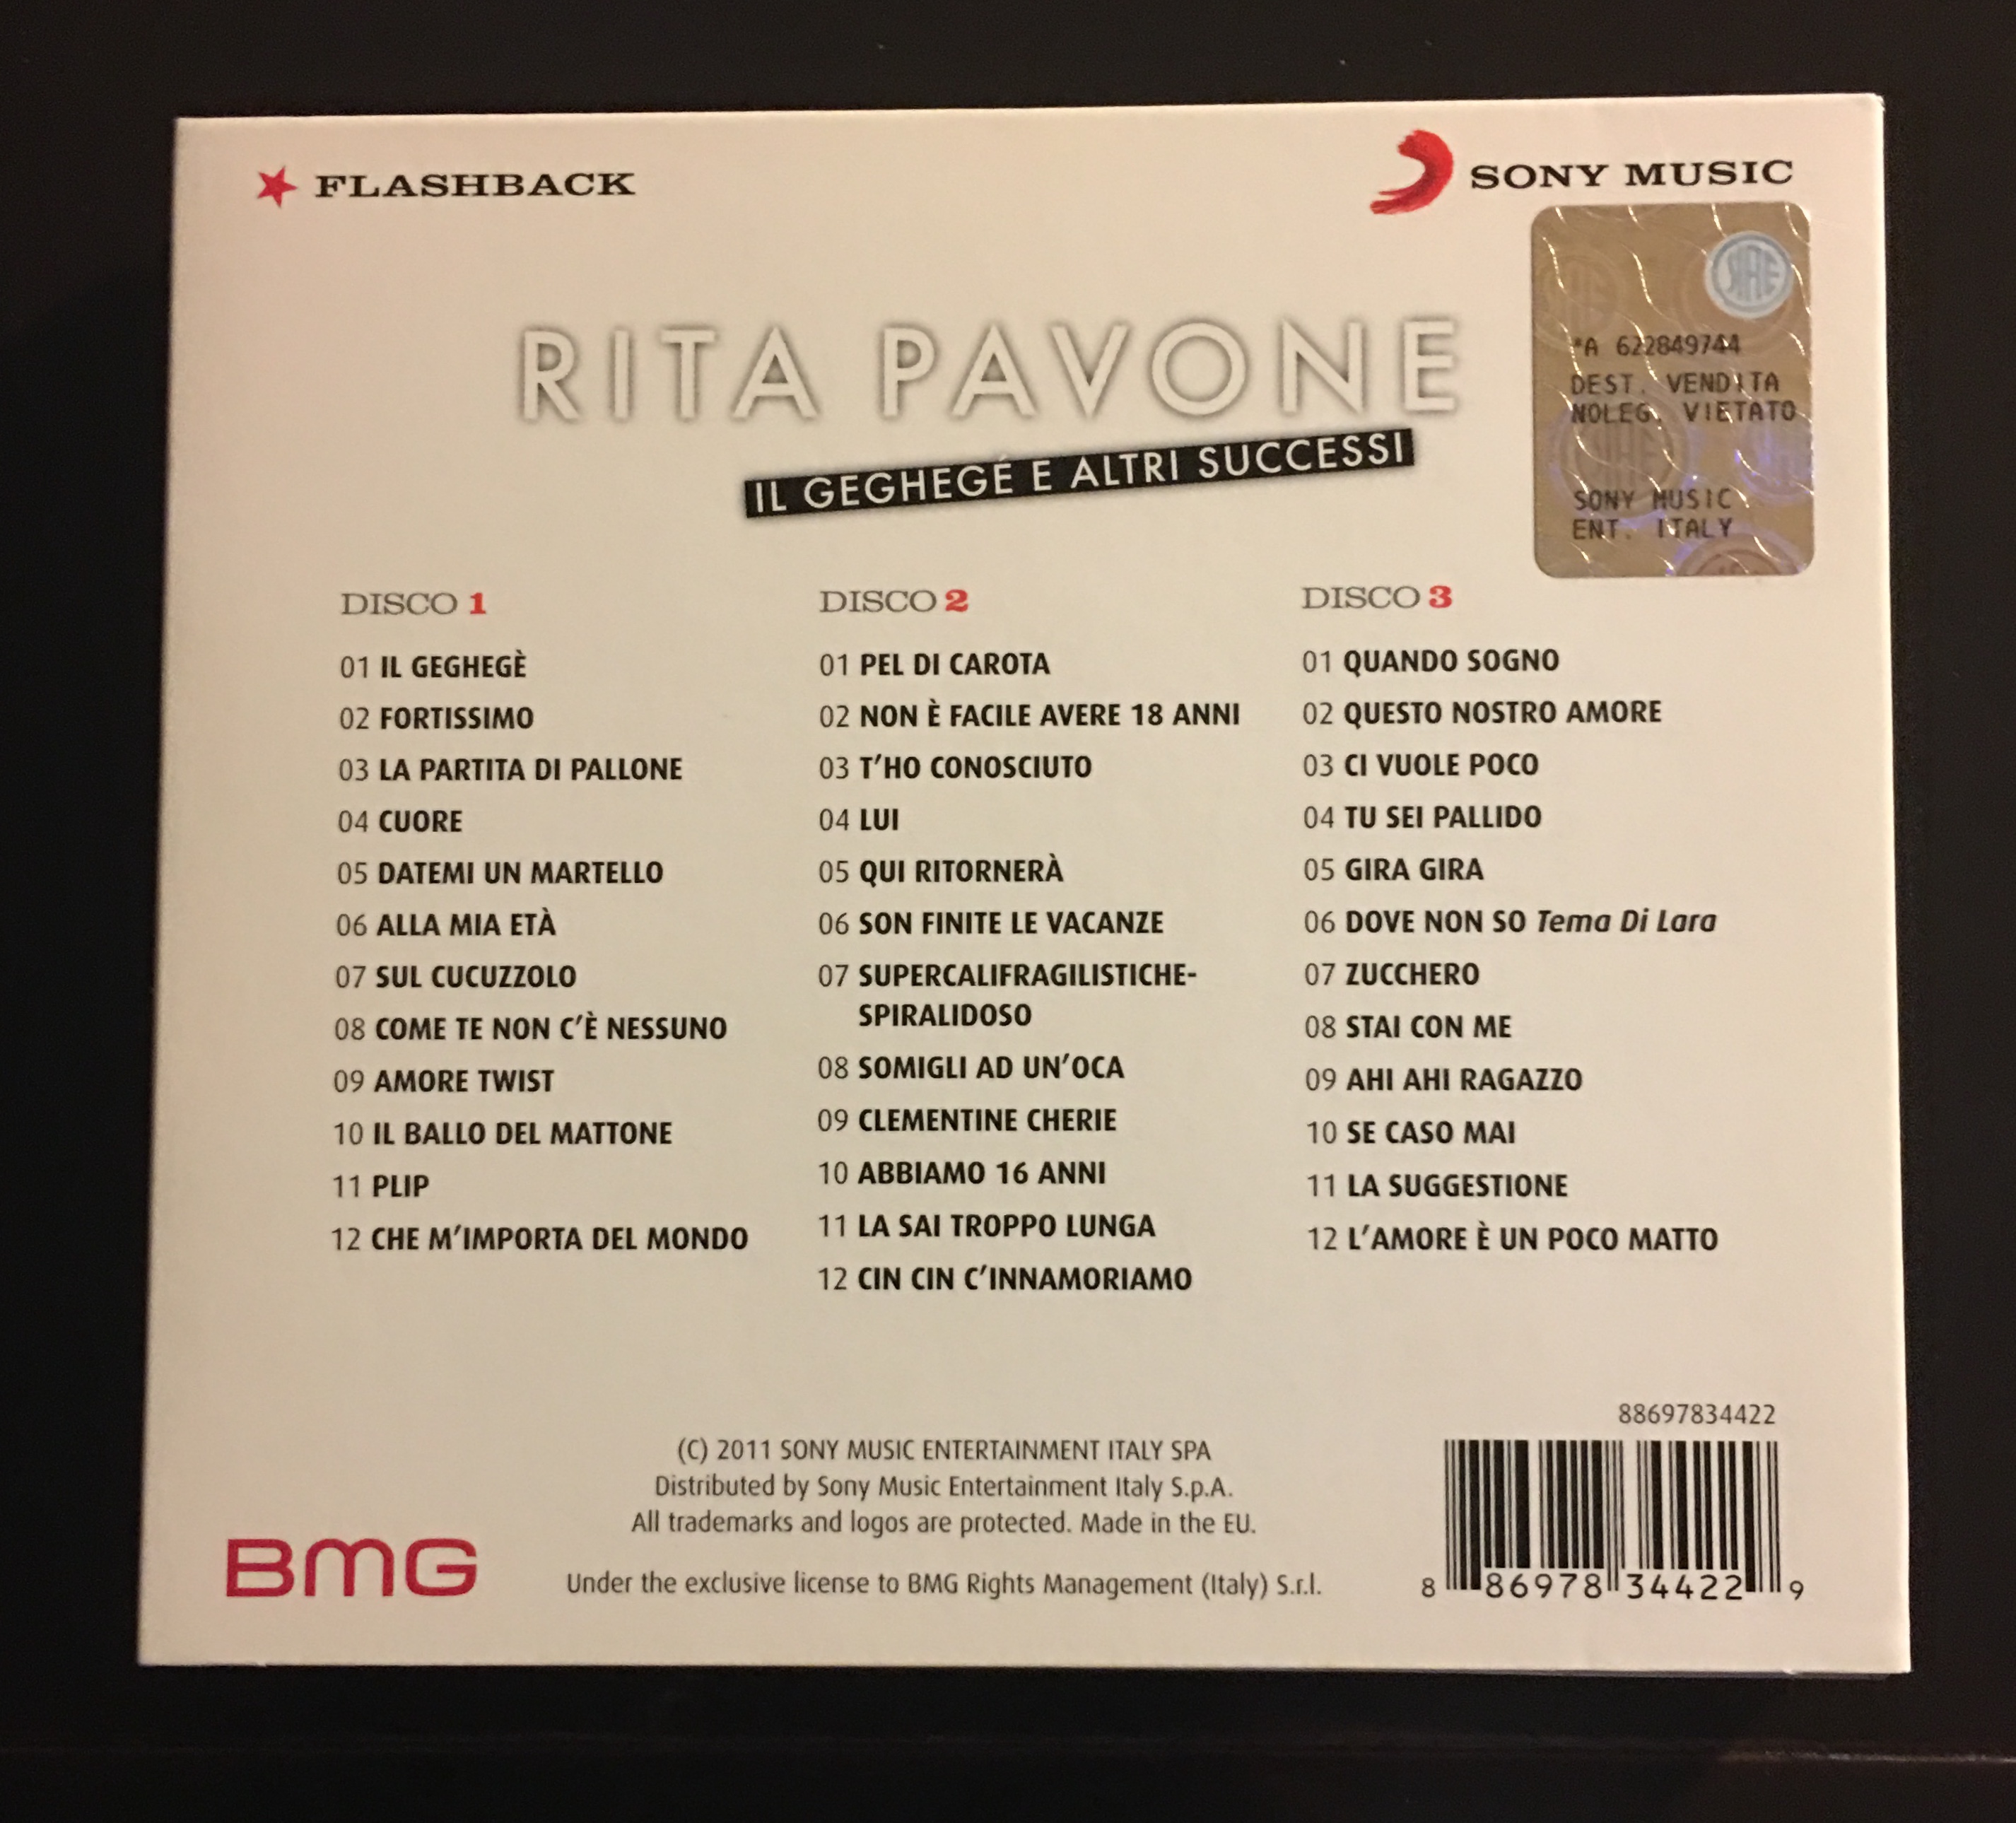 FLASHBACK
SONY MUSIC
SIAE
*A 622849744
DEST. VENDITA
NOLEG. VIETATO
SONY MUSIC
ENT. ITALY
RITA PAVONE
IL GEGHEGÉ E ALTRI SUCCESSI
DISCO 1
01 IL GEGHEGÈ
02 FORTISSIMO
03 LA PARTITA DI PALLONE
04 CUORE
05 DATEMI UN MARTELLO
06 ALLA MIA ETÀ
07 SUL CUCUZZOLO
08 COME TE NON C'È NESSUNO
09 AMORE TWIST
10 IL BALLO DEL MATTONE
11 PLIP
12 CHE M'IMPORTA DEL MONDO
DISCO 2
01 PEL DI CAROTA
02 NON È FACILE AVERE 18 ANNI
03 T'HO CONOSCIUTO
04 LUI
05 QUI RITORNERÀ
06 SON FINITE LE VACANZE
07 SUPERCALIFRAGILISTICHE-
SPIRALIDOSO
08 SOMIGLI AD UN'OCA
09 CLEMENTINE CHERIE
10 ABBIAMO 16 ANNI
11 LA SAI TROPPO LUNGA
12 CIN CIN C'INNAMORIAMO
DISCO 3
01 QUANDO SOGNO
02 QUESTO NOSTRO AMORE
03 CI VUOLE POCO
04 TU SEI PALLIDO
05 GIRA GIRA
06 DOVE NON SO Tema Di Lara
07 ZUCCHERO
08 STAI CON ME
09 AHI AHI RAGAZZO
10 SE CASO MAI
11 LA SUGGESTIONE
12 L'AMORE È UN POCO MATTO
(C) 2011 SONY MUSIC ENTERTAINMENT ITALY SPA
Distributed by Sony Music Entertainment Italy S.p.A.
All trademarks and logos are protected. Made in the EU.
Under the exclusive license to BMG Rights Management (Italy) S.r.l.
BMG
88697834422
8 86978 34422 9